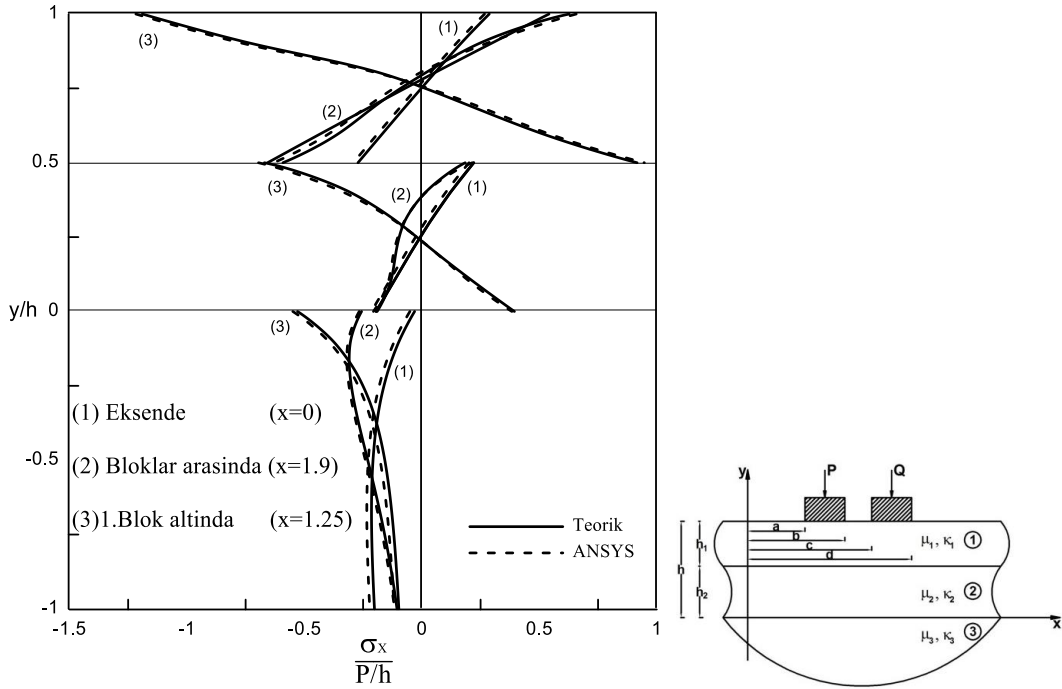 1
(3)
(1)
(2)
0.5
(3)
(2)
(1)
y/h
0
(3)
(2)
(1)
(1) Eksende (x=0)
(2) Bloklar arasinda (x=1.9)
-0.5
(3)1.Blok altinda (x=1.25)
Teorik
ANSYS
-1
-1.5 -1 -0.5 0 0.5 1
σx
P/h
y P Q
a
b
c
d
h h1 μ1, κ1 1
h2 μ2, κ2 2
x
μ3, κ3 3